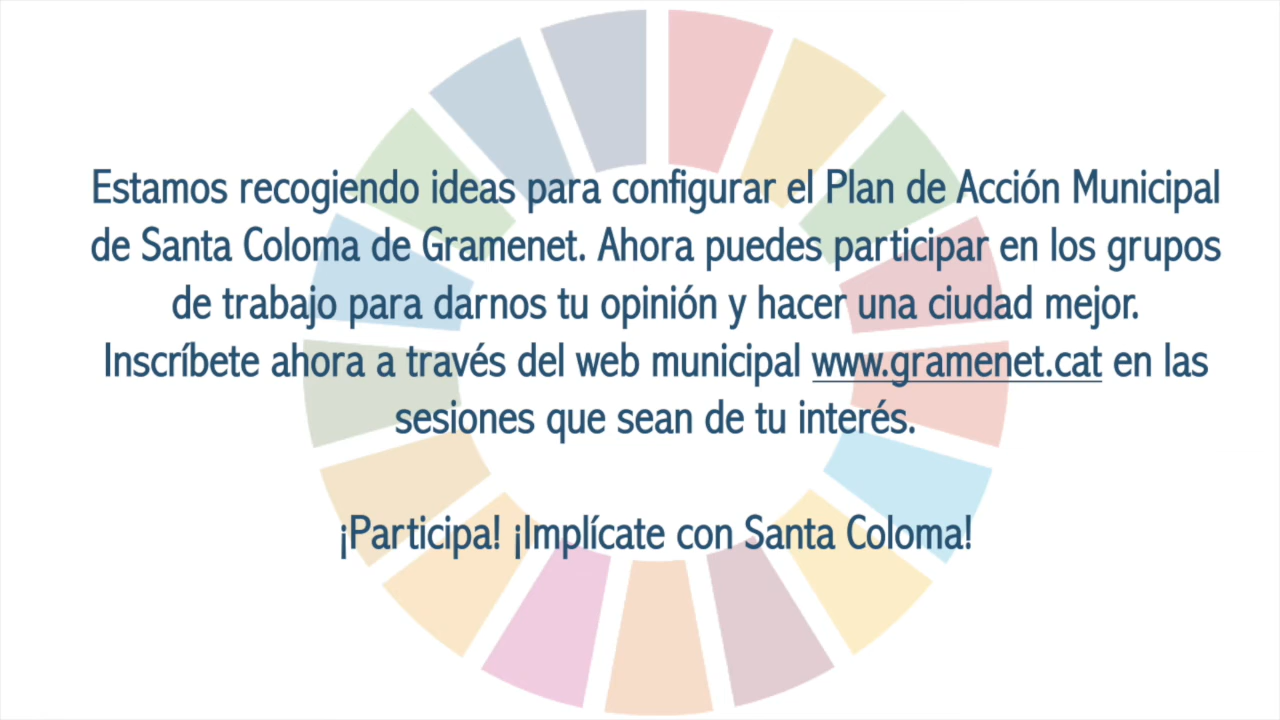 Estamos recogiendo ideas para configurar el Plan de Acción Municipal
de Santa Coloma de Gramenet. Ahora puedes participar en los grupos
de trabajo para darnos tu opinión y hacer una ciudad mejor.
Inscríbete ahora a través del web municipal www.gramenet.cat en las
sesiones que sean de tu interés.
¡Participa! ¡Implícate con Santa Coloma!